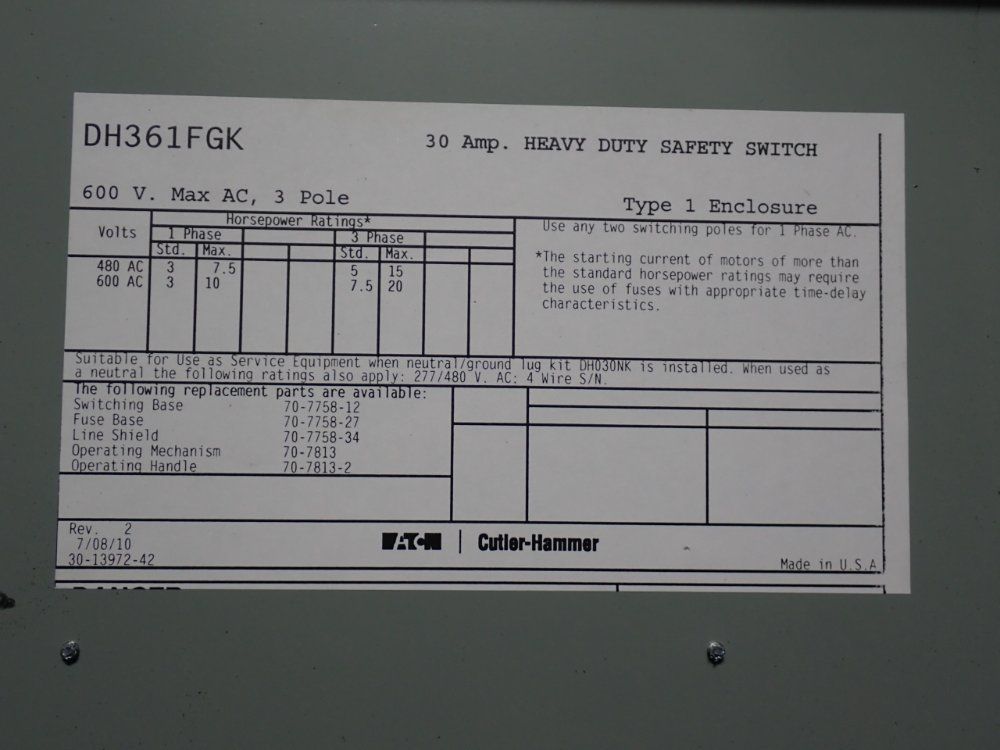 DH361FGK
30 Amp. HEAVY DUTY SAFETY SWITCH
600 V. Max AC, 3 Pole
Type 1 Enclosure
Volts
Horsepower Ratings*
1 Phase
3 Phase
Std. Max.
Std. Max.
480 AC 3 7.5 5 15
600 AC 3 10 7.5 20
Use any two switching poles for 1 Phase AC.
*The starting current of motors of more than
the standard horsepower ratings may require
the use of fuses with appropriate time-delay
characteristics.
Suitable for Use as Service Equipment when neutral/ground lug kit DH030NK is installed. When used as
a neutral the following ratings also apply: 277/480 V. AC: 4 Wire S/N.
The following replacement parts are available:
Switching Base 70-7758-12
Fuse Base 70-7758-27
Line Shield 70-7758-34
Operating Mechanism 70-7813
Operating Handle 70-7813-2
Rev. 2
7/08/10
30-13972-42
EATON | Cutler-Hammer
Made in U.S.A
DANGER